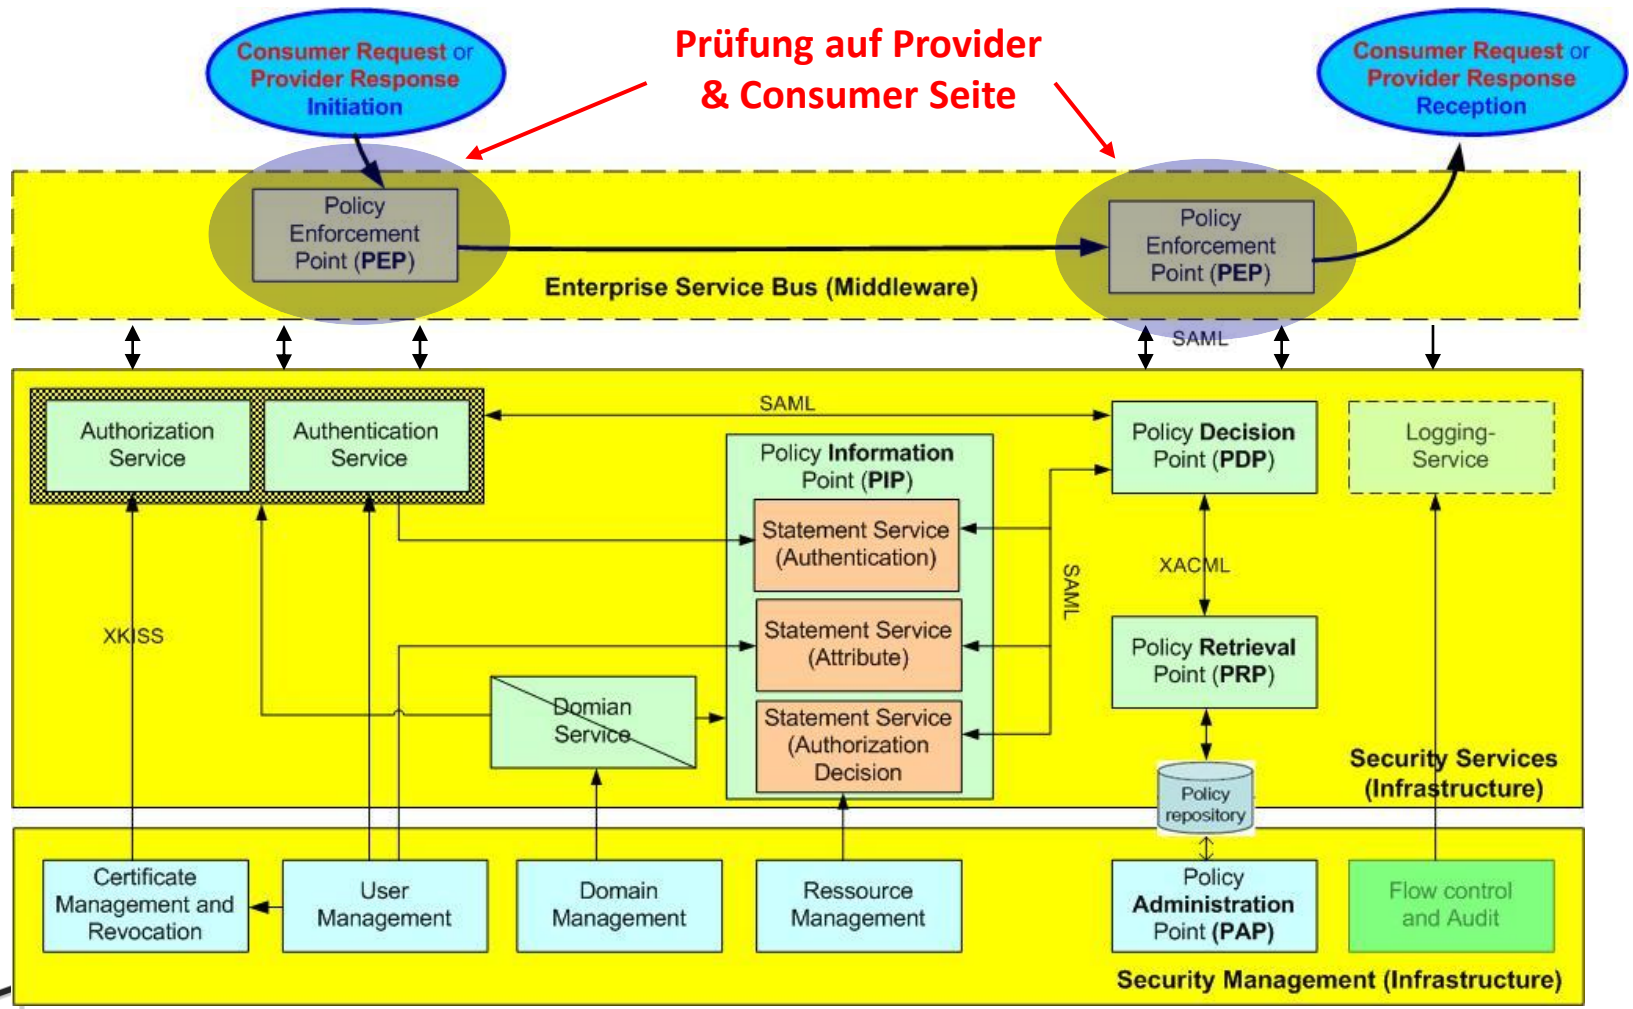 Consumer Request or
Provider Response
Initiation
Prüfung auf Provider
& Consumer Seite
Consumer Request or
Provider Response
Reception
Policy
Enforcement
Point (PEP)
Policy
Enforcement
Point (PEP)
Enterprise Service Bus (Middleware)
SAML
Authorization
Service
Authentication
Service
SAML
Policy Information
Point (PIP)
Policy Decision
Point (PDP)
Logging-
Service
Statement Service
(Authentication)
SAML
XACML
XKISS
Statement Service
(Attribute)
Policy Retrieval
Point (PRP)
Domian
Service
Statement Service
(Authorization
Decision
Security Services
(Infrastructure)
Policy
repository
Certificate
Management and
Revocation
User
Management
Domain
Management
Ressource
Management
Policy
Administration
Point (PAP)
Flow control
and Audit
Security Management (Infrastructure)